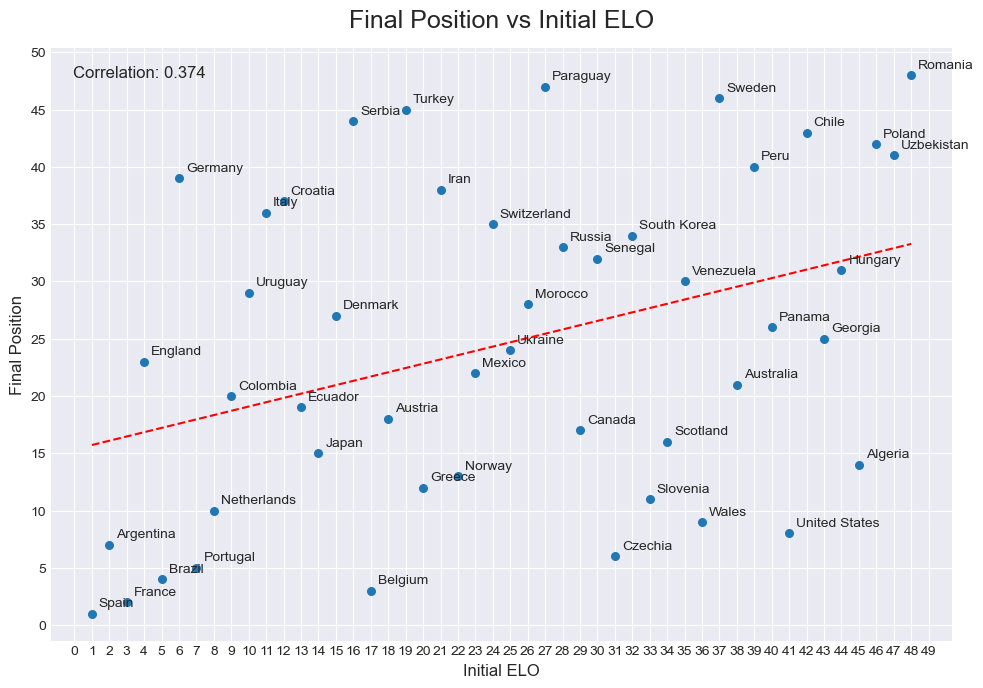 Final Position vs Initial ELO
Correlation: 0.374
Final Position
50
45
40
35
30
25
20
15
10
5
0
Romania
Paraguay
Sweden
Turkey
Serbia
Chile
Poland
Uzbekistan
Peru
Germany
Iran
Croatia
Italy
Switzerland
South Korea
Russia
Senegal
Hungary
Venezuela
Uruguay
Morocco
Denmark
Panama
Georgia
Ukraine
England
Mexico
Australia
Colombia
Ecuador
Austria
Canada
Scotland
Japan
Algeria
Norway
Greece
Slovenia
Netherlands
Wales
United States
Argentina
Czechia
Portugal
Brazil
Belgium
France
Spain
0 1 2 3 4 5 6 7 8 9 10 11 12 13 14 15 16 17 18 19 20 21 22 23 24 25 26 27 28 29 30 31 32 33 34 35 36 37 38 39 40 41 42 43 44 45 46 47 48 49
Initial ELO